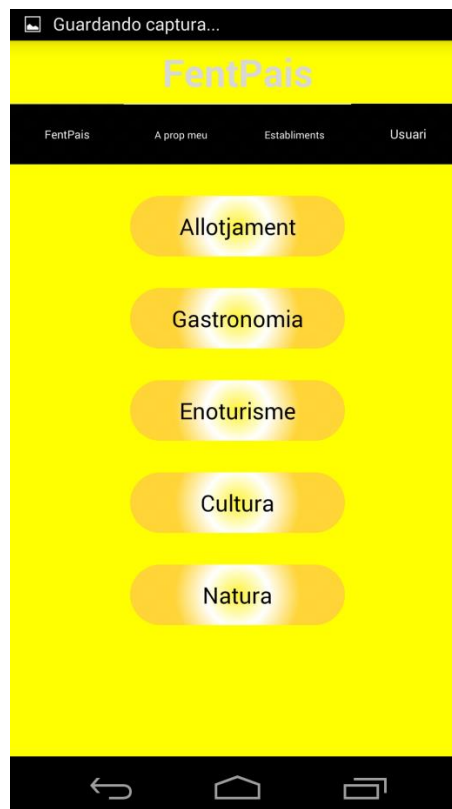 Guardando captura...
FentPais
FentPais A prop meu Establiments Usuari
Allotjament
Gastronomia
Enoturisme
Cultura
Natura